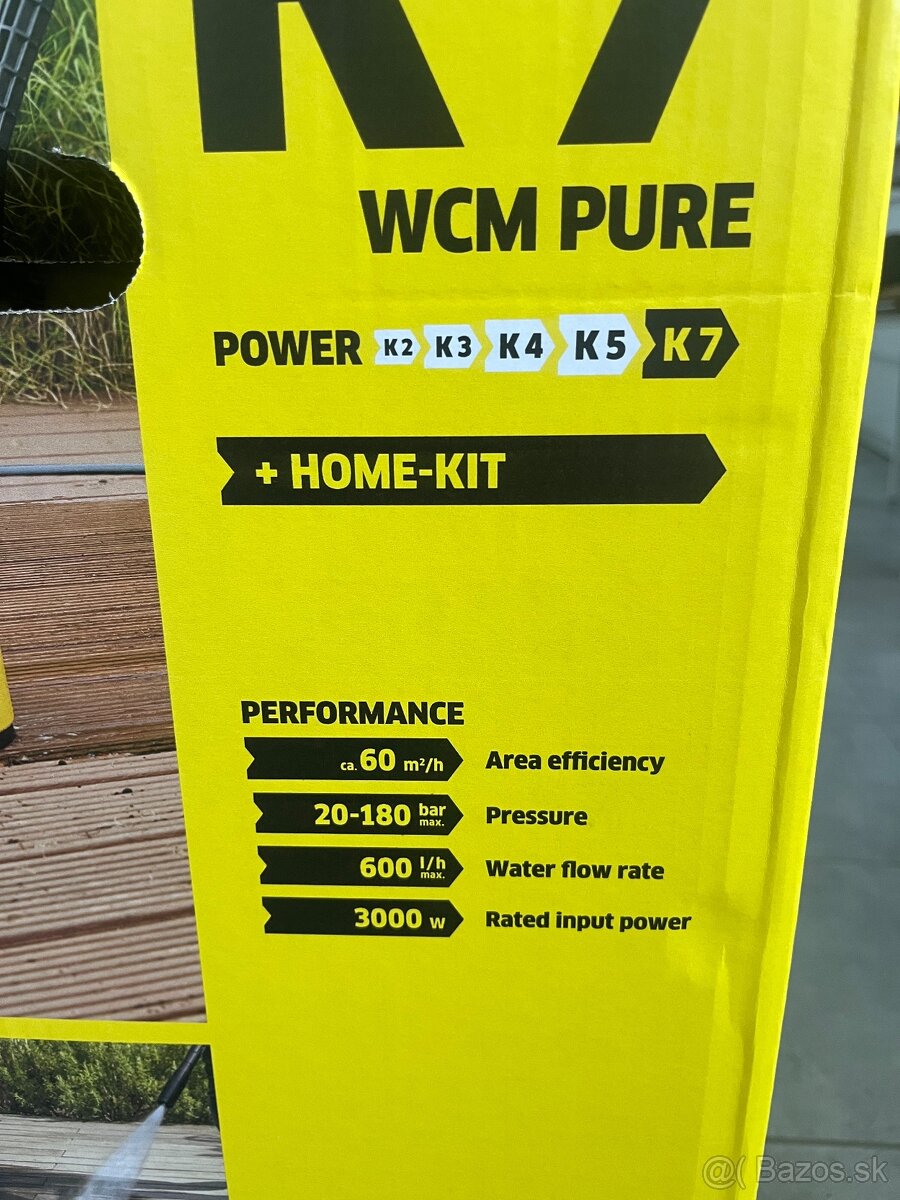 K7
WCM PURE
POWER K2 K3 K4 K5 K7
+ HOME-KIT
PERFORMANCE
ca. 60 m²/h Area efficiency
20-180 bar max. Pressure
600 l/h max. Water flow rate
3000 W Rated input power
@( Bazos.sk